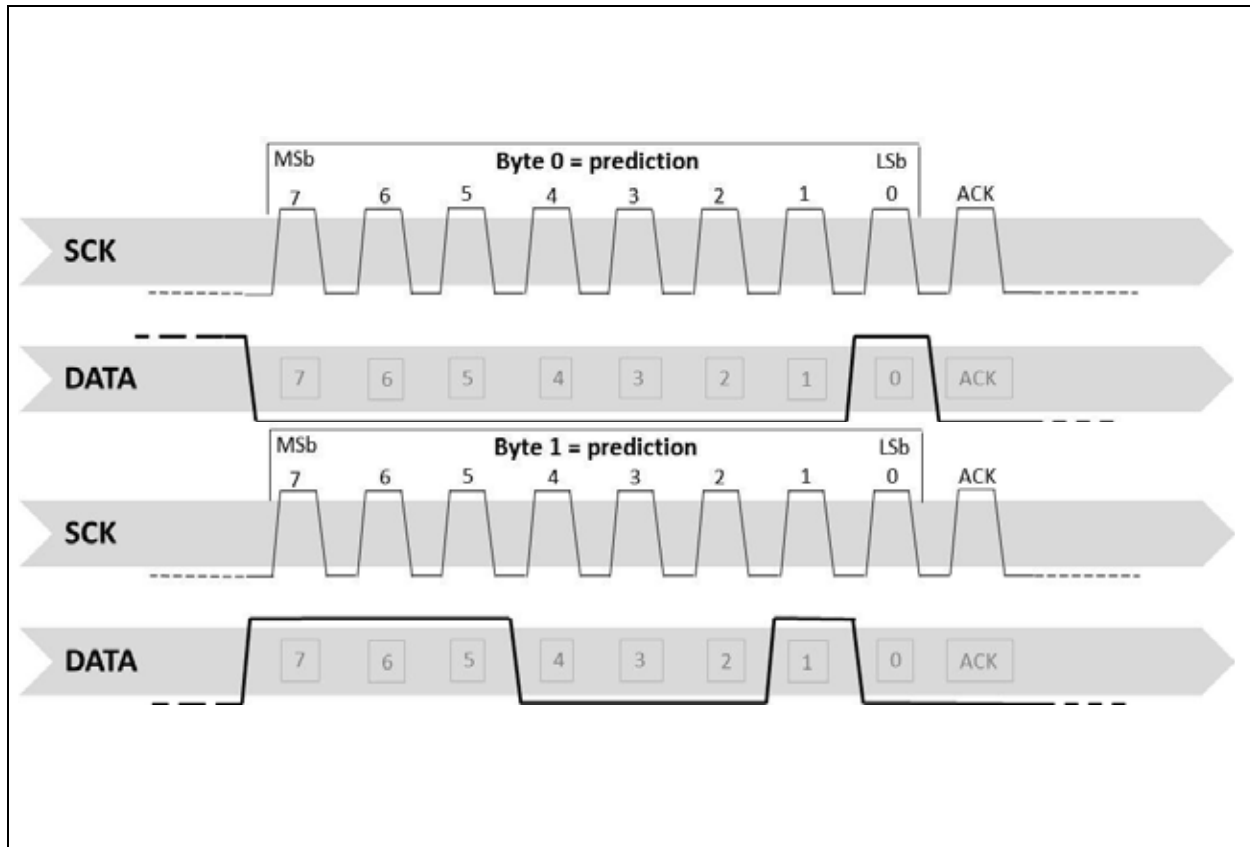 MSb Byte 0 = prediction LSb
7 6 5 4 3 2 1 0 ACK
SCK
DATA 7 6 5 4 3 2 1 0 ACK
MSb Byte 1 = prediction LSb
7 6 5 4 3 2 1 0 ACK
SCK
DATA 7 6 5 4 3 2 1 0 ACK